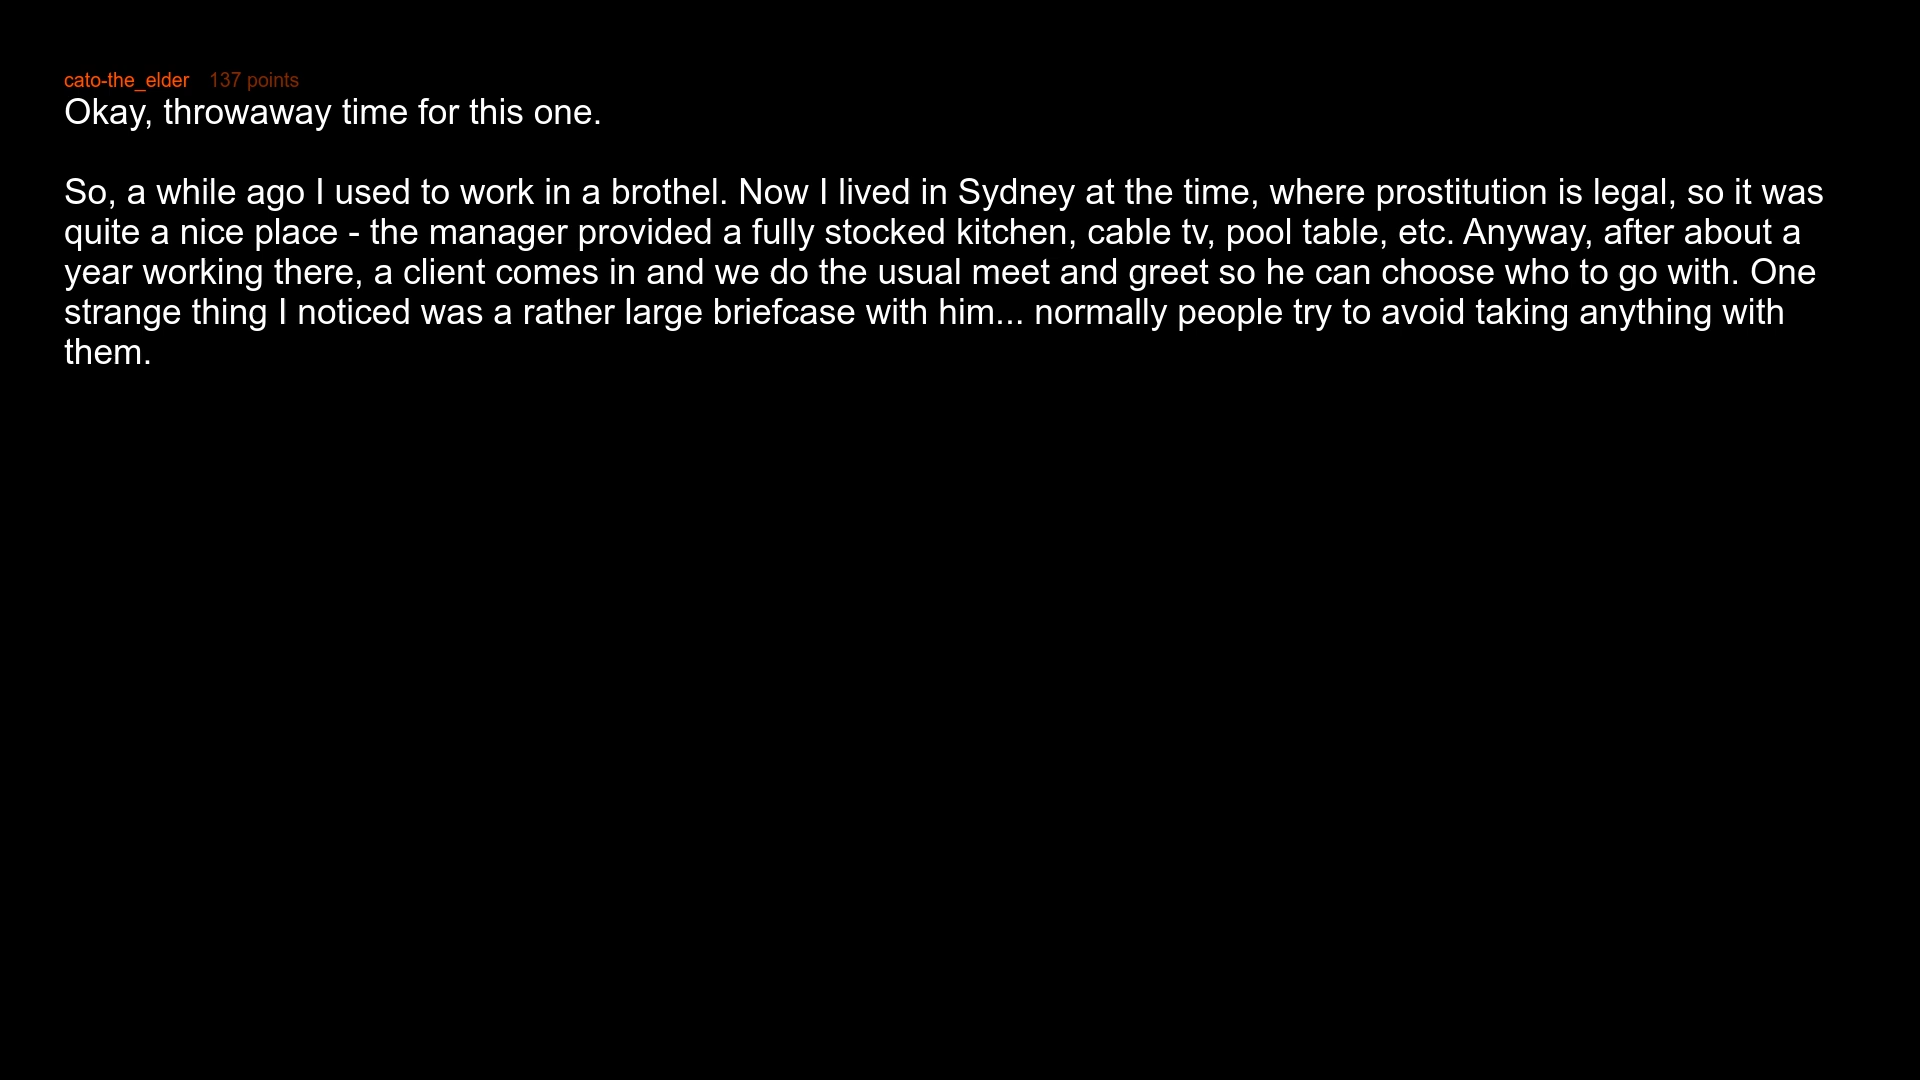 cato-the_elder 137 points
Okay, throwaway time for this one.
So, a while ago I used to work in a brothel. Now I lived in Sydney at the time, where prostitution is legal, so it was
quite a nice place - the manager provided a fully stocked kitchen, cable tv, pool table, etc. Anyway, after about a
year working there, a client comes in and we do the usual meet and greet so he can choose who to go with. One
strange thing I noticed was a rather large briefcase with him... normally people try to avoid taking anything with
them.